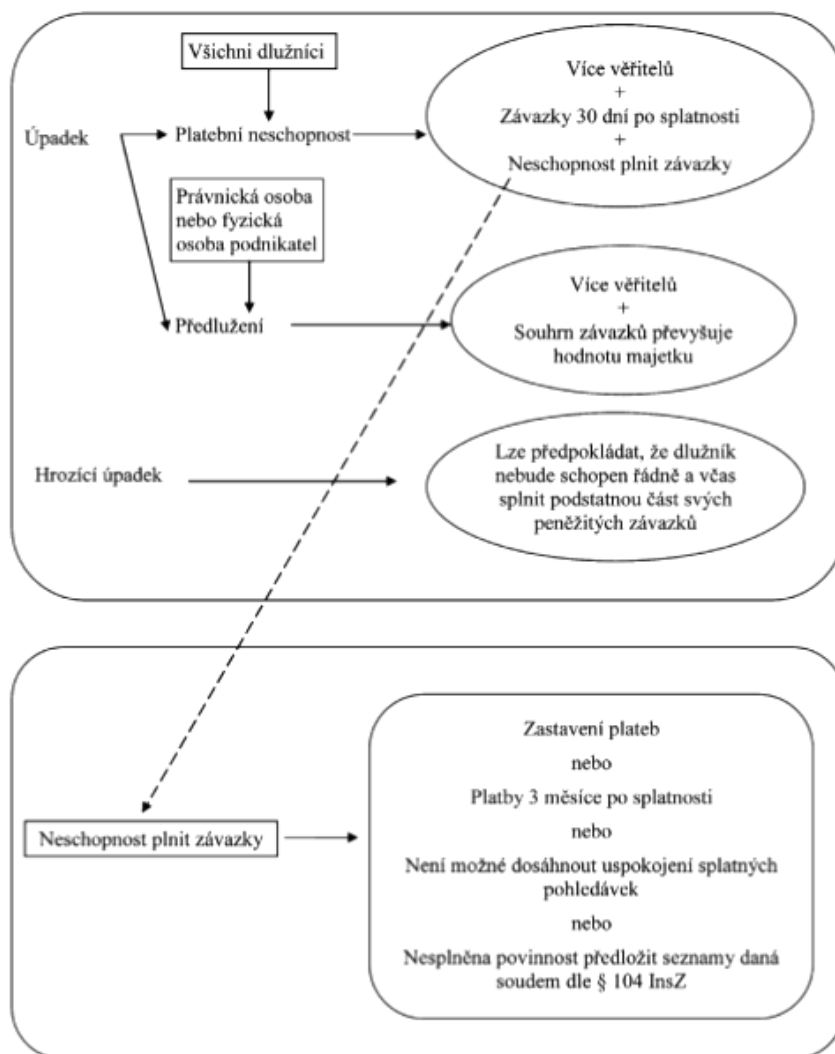 Všichni dlužníci
Úpadek
Platební neschopnost
Více věřitelů
+
Závazky 30 dní po splatnosti
+
Neschopnost plnit závazky
Právnická osoba
nebo fyzická
osoba podnikatel
Předlužení
Více věřitelů
+
Souhrn závazků převyšuje
hodnotu majetku
Hrozící úpadek
Lze předpokládat, že dlužník
nebude schopen řádně a včas
splnit podstatnou část svých
peněžitých závazků
Neschopnost plnit závazky
Zastavení plateb
nebo
Platby 3 měsíce po splatnosti
nebo
Není možné dosáhnout uspokojení splatných
pohledávek
nebo
Nesplněna povinnost předložit seznamy daná
soudem dle § 104 InsZ